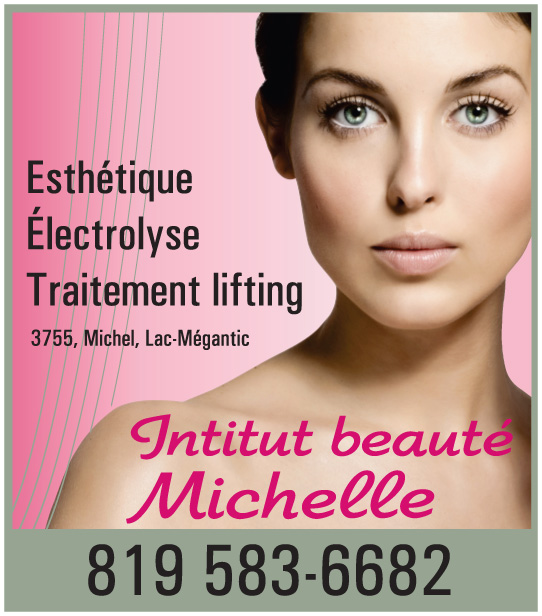 Esthétique
Électrolyse
Traitement lifting
3755, Michel, Lac-Mégantic
Intitut beauté
Michelle
819 583-6682